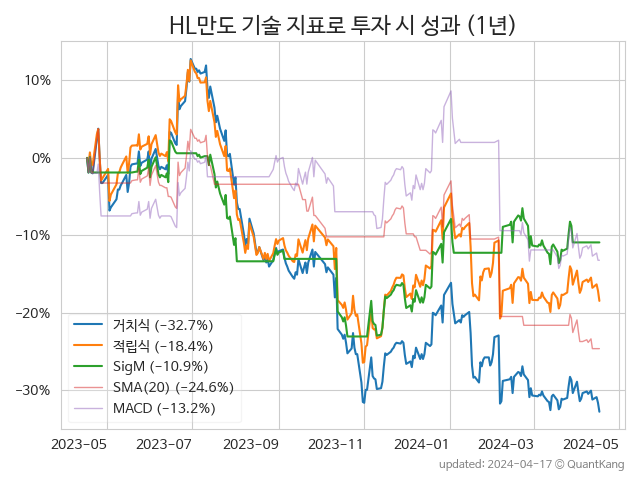 HL만도 기술 지표로 투자 시 성과 (1년)
10%
0%
−10%
−20%
−30%
거치식 (−32.7%)
적립식 (−18.4%)
SigM (−10.9%)
SMA(20) (−24.6%)
MACD (−13.2%)
2023-05 2023-07 2023-09 2023-11 2024-01 2024-03 2024-05
updated: 2024-04-17 © QuantKang